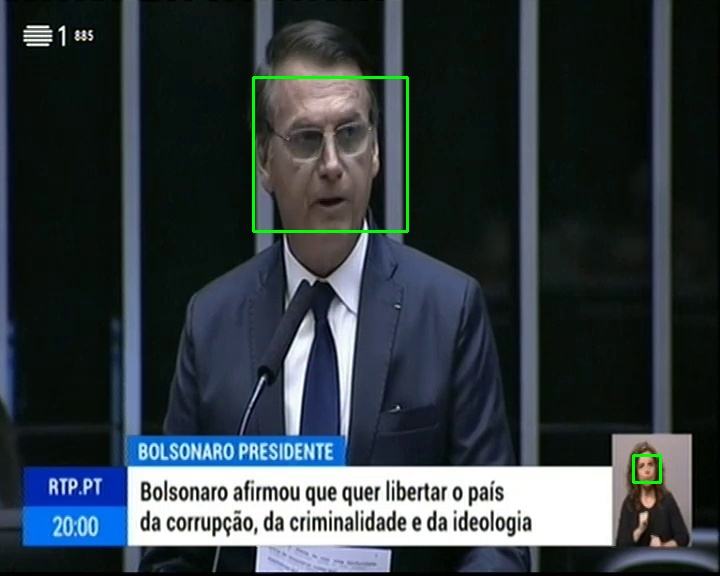 1 885
BOLSONARO PRESIDENTE
RTP.PT
Bolsonaro afirmou que quer libertar o país
20:00
da corrupção, da criminalidade e da ideologia